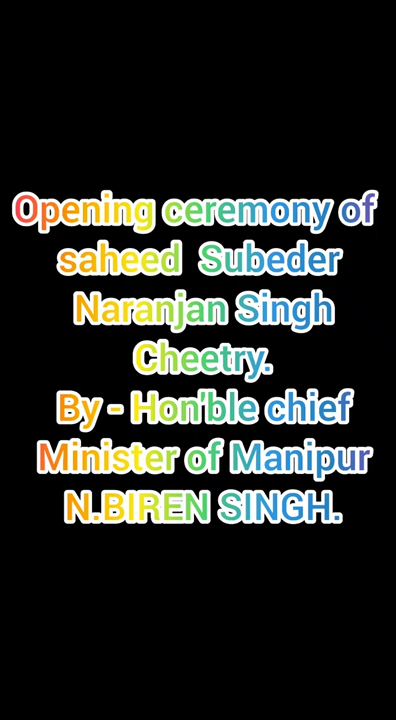 Opening ceremony of
saheed Subeder
Naranjan Singh
Cheetry.
By - Hon'ble chief
Minister of Manipur
N.BIREN SINGH.